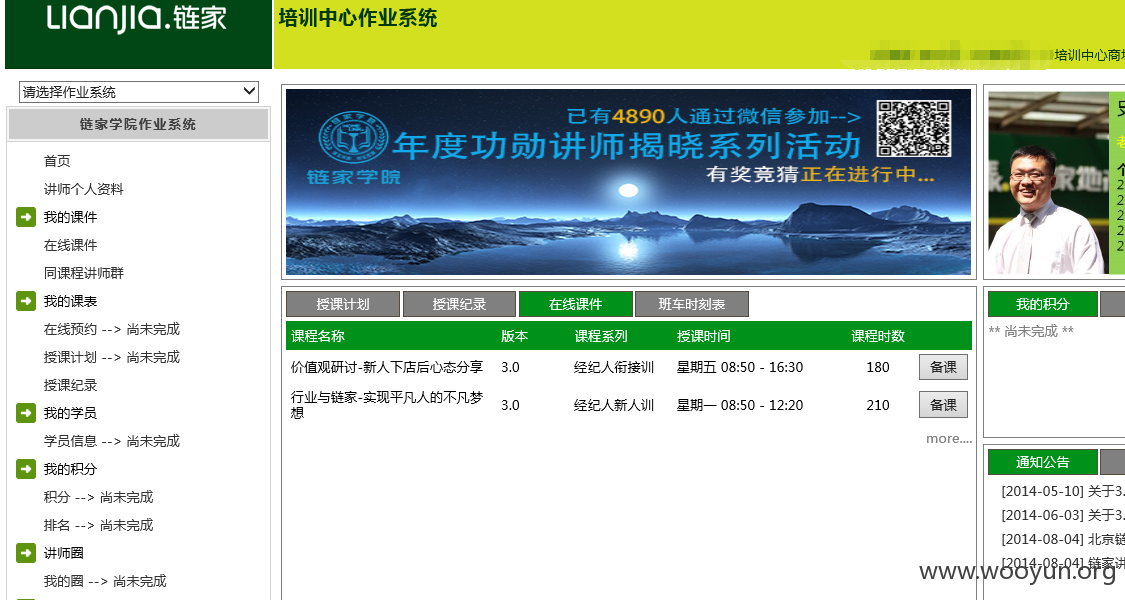 LIANJIA.链家
培训中心作业系统
培训中心商
请选择作业系统
链家学院作业系统
首页
讲师个人资料
我的课件
在线课件
同课程讲师群
我的课表
在线预约 --> 尚未完成
授课计划 --> 尚未完成
授课纪录
我的学员
学员信息 --> 尚未完成
我的积分
积分 --> 尚未完成
排名 --> 尚未完成
讲师圈
我的圈 --> 尚未完成
已有4890人通过微信参加-->
年度功勋讲师揭晓系列活动
链家学院
有奖竞猜正在进行中...
授课计划 授课纪录 在线课件 班车时刻表
课程名称 版本 课程系列 授课时间 课程时数
价值观研讨-新人下店后心态分享 3.0 经纪人衔接训 星期五 08:50 - 16:30 180 备课
行业与链家-实现平凡人的不凡梦想 3.0 经纪人新人训 星期一 08:50 - 12:20 210 备课
more....
家地
我的积分
** 尚未完成 **
通知公告
[2014-05-10] 关于3.
[2014-06-03] 关于3.
[2014-08-04] 北京链
[2014-08-04] 链家讲
www.wooyun.org